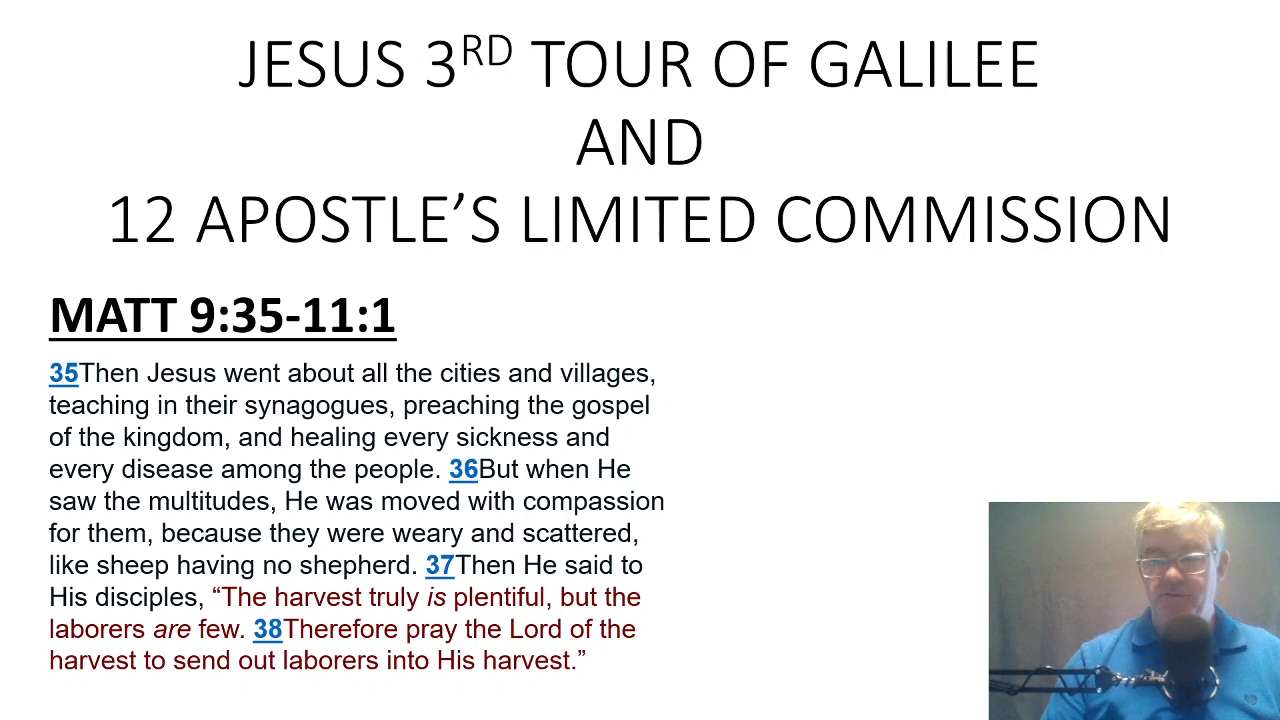 JESUS 3RD TOUR OF GALILEE
AND
12 APOSTLE’S LIMITED COMMISSION
MATT 9:35-11:1
35Then Jesus went about all the cities and villages,
teaching in their synagogues, preaching the gospel
of the kingdom, and healing every sickness and
every disease among the people. 36But when He
saw the multitudes, He was moved with compassion
for them, because they were weary and scattered,
like sheep having no shepherd. 37Then He said to
His disciples, “The harvest truly is plentiful, but the
laborers are few. 38Therefore pray the Lord of the
harvest to send out laborers into His harvest.”